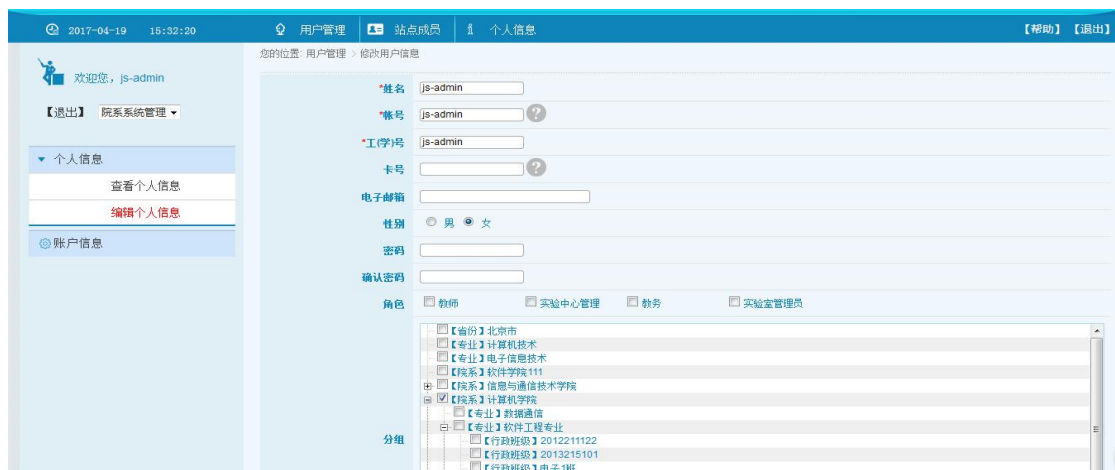 2017-04-19 15:32:20 用户管理 站点成员 个人信息 【帮助】 【退出】
您的位置: 用户管理 > 修改用户信息
欢迎您，js-admin
【退出】 院系系统管理
个人信息
查看个人信息
编辑个人信息
账户信息
*姓名 js-admin
*帐号 js-admin ?
*工(学)号 js-admin
卡号 ?
电子邮箱
性别 男 女
密码
确认密码
角色 教师 实验中心管理 教务 实验室管理员
【省份】北京市
【专业】计算机技术
【专业】电子信息技术
【院系】软件学院111
【院系】信息与通信技术学院
【院系】计算机学院
【专业】数据通信
分组
【专业】软件工程专业
【行政班级】2012211122
【行政班级】2013215101
【行政班级】电子1班